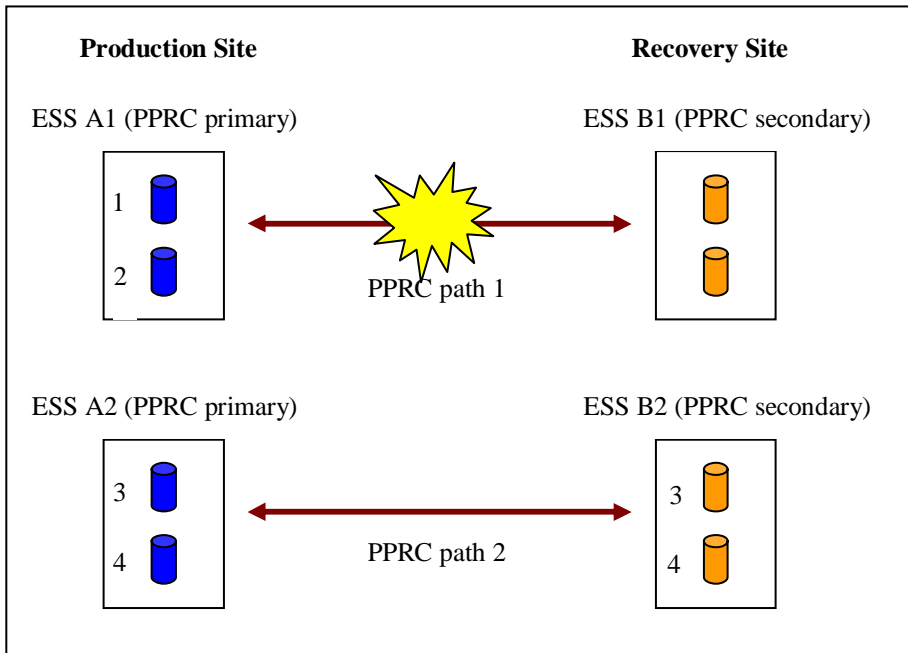 Production Site
Recovery Site
ESS A1 (PPRC primary)
ESS B1 (PPRC secondary)
1
2
PPRC path 1
ESS A2 (PPRC primary)
ESS B2 (PPRC secondary)
3
3
4
4
PPRC path 2